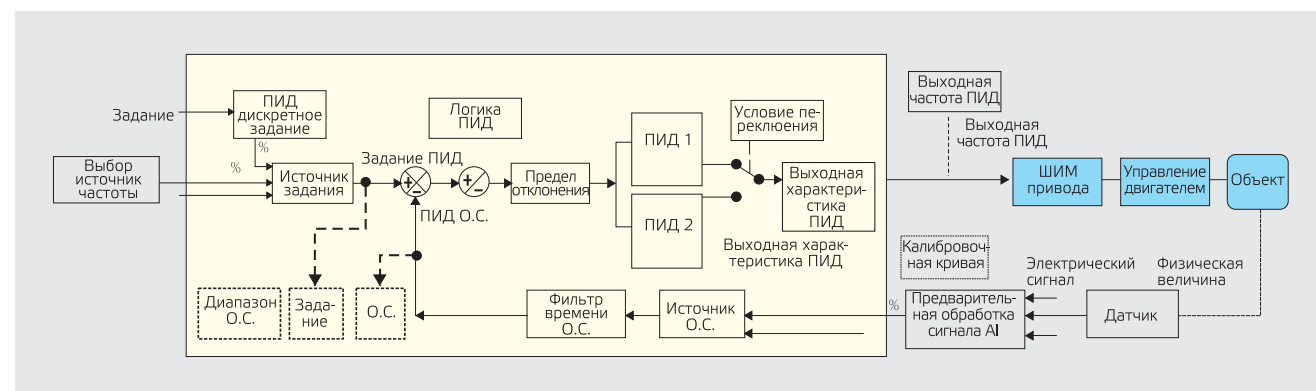 Задание
ПИД
дискретное
задание
%
Выбор
источник
частоты
%
Источник
задания
Задание ПИД
ПИД О.С.
Логика
ПИД
Предел
отклонения
ПИД 1
ПИД 2
Условие пе-
реклюения
Выходная
характери-
стика
ПИД
Выходная харак-
теристика ПИД
Выходная
частота ПИД
Выходная
частота ПИД
ШИМ
привода
Управление
двигателем
Объект
Диапазон
О.С.
Зада-
ние
О.С.
Фильтр
времени
О.С.
Источник
О.С.
%
Калибровоч-
ная кривая
Предваритель-
ная обработка
сигнала AI
Электрический
сигнал
Датчик
Физическая
величина